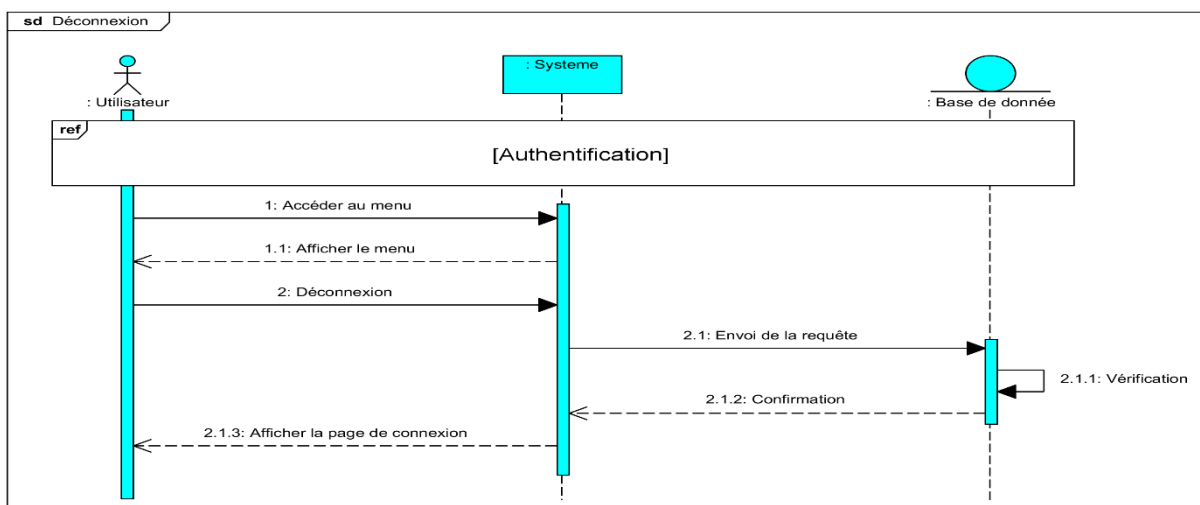 sd Déconnexion
: Utilisateur
: Systeme
: Base de donnée
ref
[Authentification]
1: Accéder au menu
1.1: Afficher le menu
2: Déconnexion
2.1: Envoi de la requête
2.1.1: Vérification
2.1.2: Confirmation
2.1.3: Afficher la page de connexion